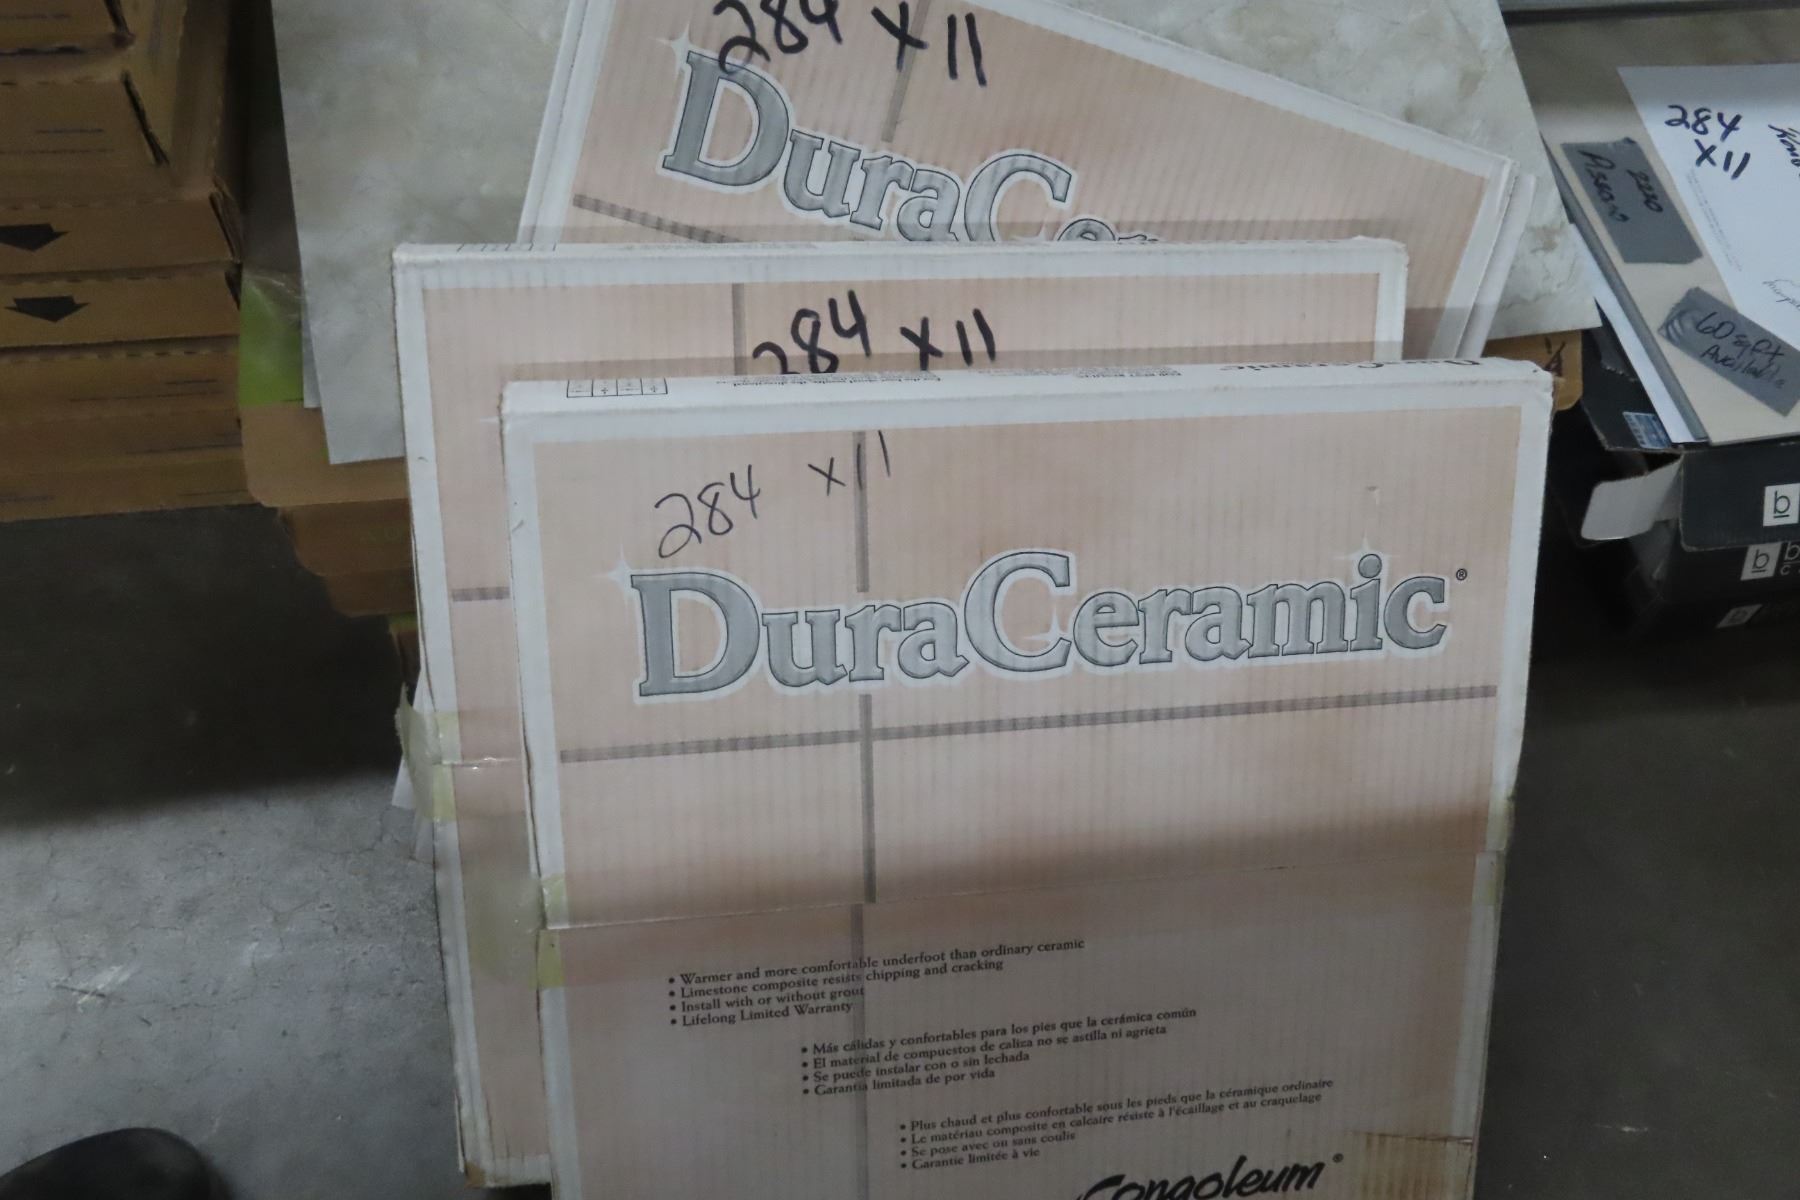 284 X 11
DuraCer
284 X 11
284 X 11
DuraCeramic®
• Warmer and more comfortable underfoot than ordinary ceramic
• Limestone composite resists chipping and cracking
• Install with or without grout
• Lifelong Limited Warranty
• Más cálidas y confortables para los pies que la cerámica común
• El material de compuestos de caliza no se astilla ni agrieta
• Se puede instalar con o sin lechada
• Garantía limitada de por vida
• Plus chaud et plus confortable sous les pieds que la céramique ordinaire
• Le matériau composite en calcaire résiste à l'écaillage et au craquelage
• Se pose avec ou sans coulis
• Garantie limitée à vie
Congoleum®
284
X11
2230
60 sq ft
Available
b
b
b